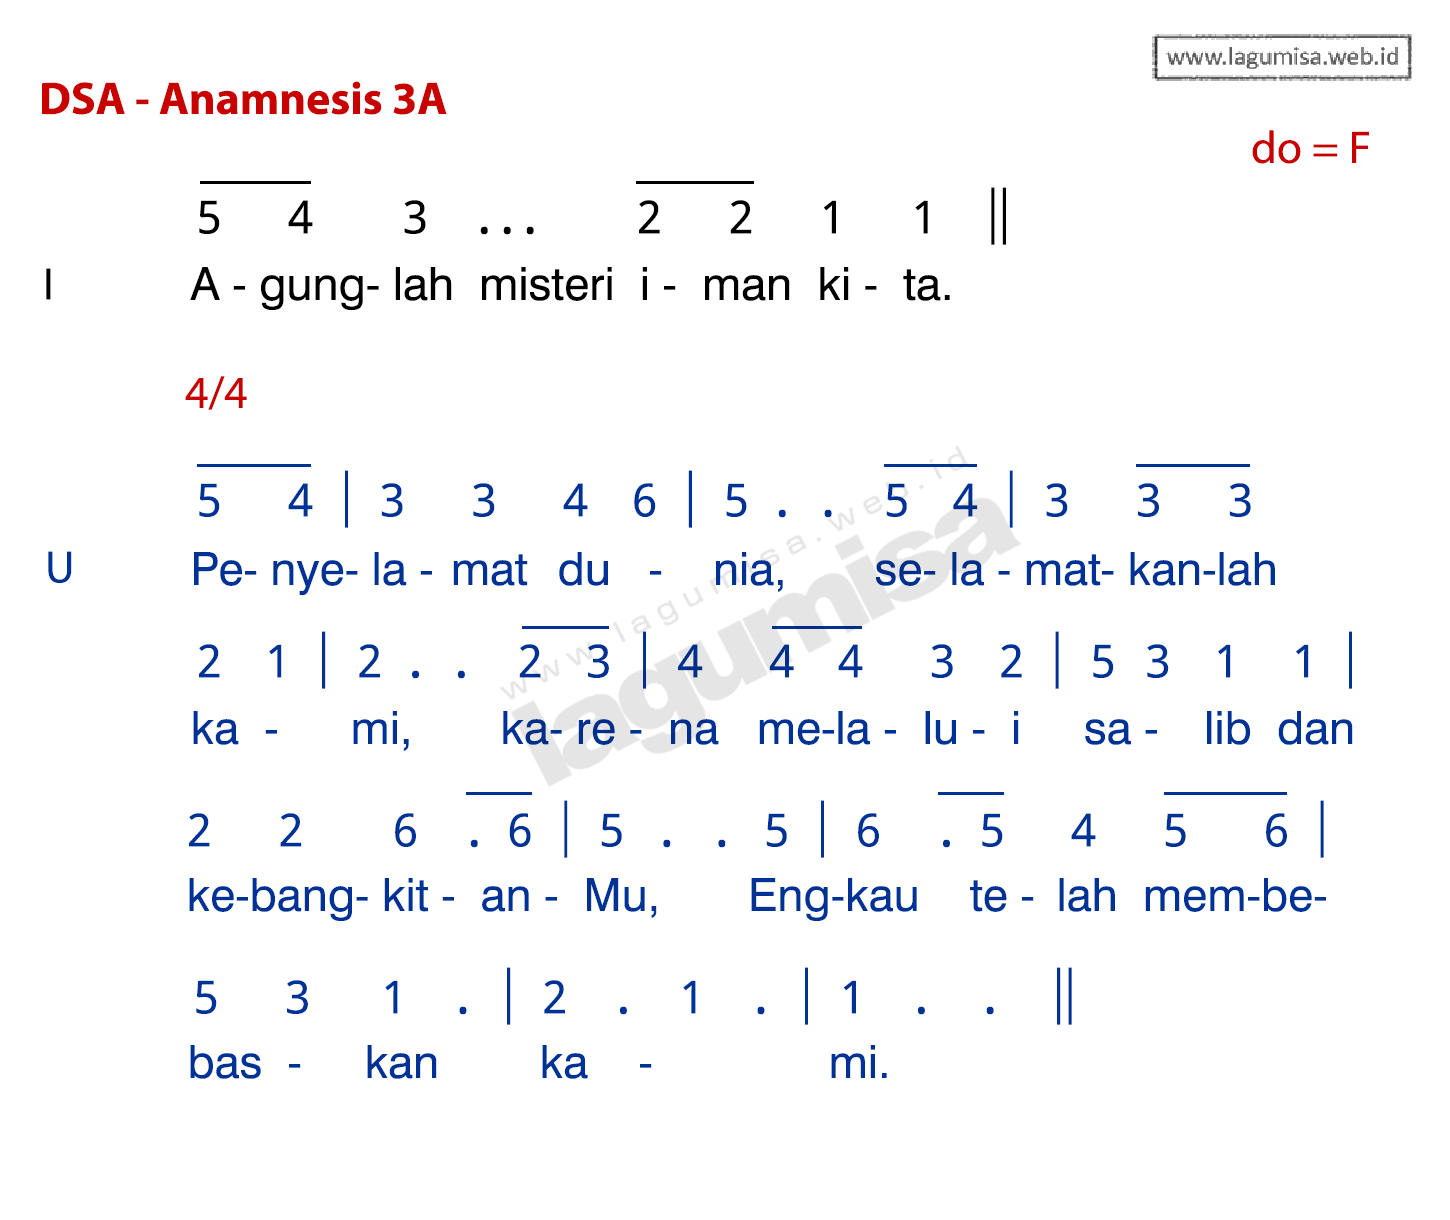 www.lagumisa.web.id
DSA - Anamnesis 3A
do = F
5 4 3 . . . 2 2 1 1 ||
I A - gung- lah misteri i - man ki - ta.
4/4
5 4 | 3 3 4 6 | 5 . . 5 4 | 3 3 3
U Pe- nye- la - mat du - nia, se- la - mat- kan-lah
2 1 | 2 . . 2 3 | 4 4 4 3 2 | 5 3 1 1 |
ka - mi, ka- re - na me-la - lu - i sa - lib dan
2 2 6 . 6 | 5 . . 5 | 6 . 5 4 5 6 |
ke-bang- kit - an - Mu, Eng-kau te - lah mem-be-
5 3 1 . | 2 . 1 . | 1 . . ||
bas - kan ka - mi.
www.lagumisa.web.id
lagumisa